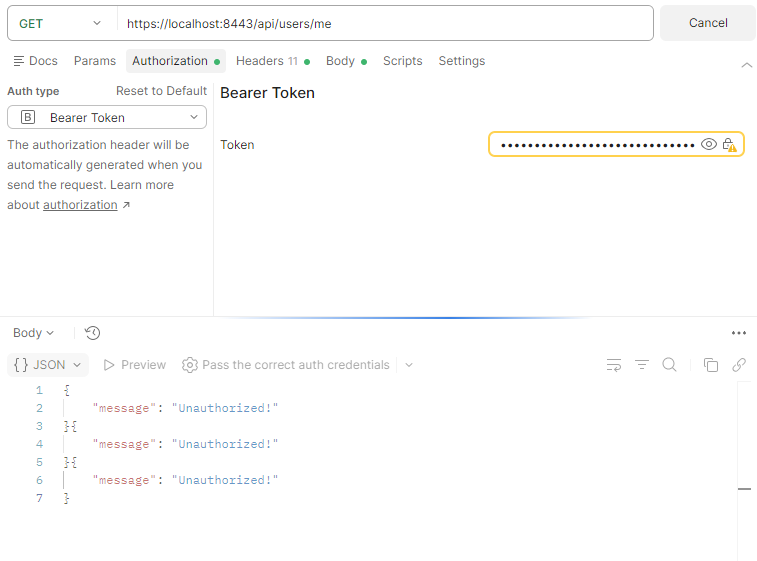 GET https://localhost:8443/api/users/me Cancel
Docs Params Authorization Headers 11 Body Scripts Settings
Auth type Reset to Default
B Bearer Token
The authorization header will be
automatically generated when you
send the request. Learn more
about authorization ↗
Bearer Token
Token •••••••••••••••••••••••••••••
Body
{} JSON Preview Pass the correct auth credentials
1 {
2 "message": "Unauthorized!"
3 }{
4 "message": "Unauthorized!"
5 }{
6 "message": "Unauthorized!"
7 }